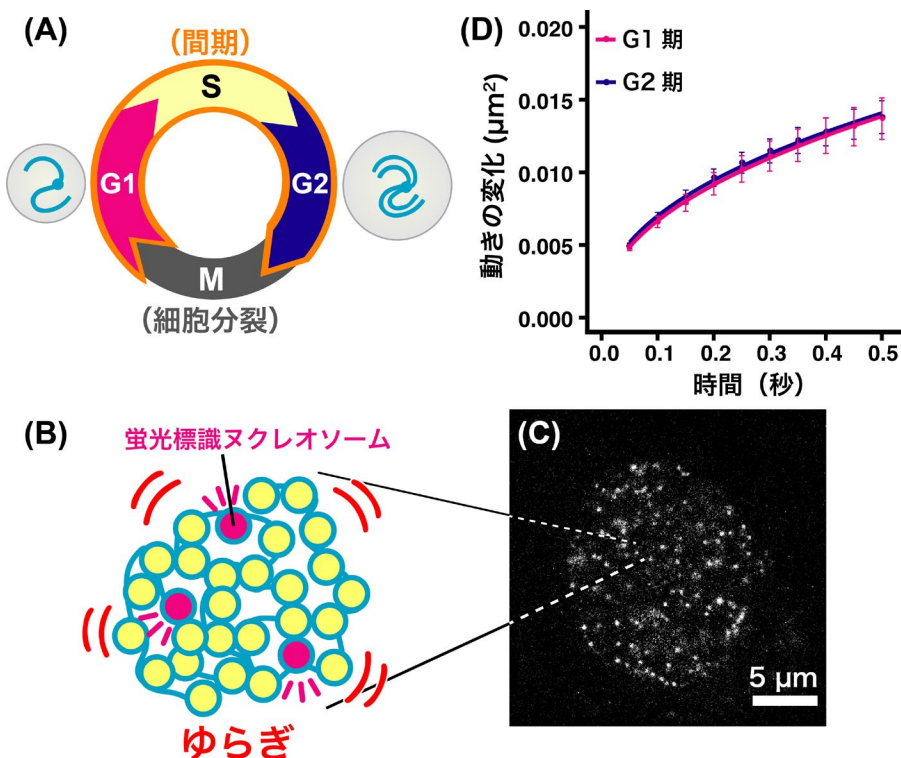 (A)
(間期)
S
G1
G2
M
(細胞分裂)
(D)
G1 期
G2 期
動きの変化 (μm²)
0.020
0.015
0.010
0.005
0.000
0.0 0.1 0.2 0.3 0.4 0.5
時間（秒）
(B)
蛍光標識ヌクレオソーム
ゆらぎ
(C)
5 μm